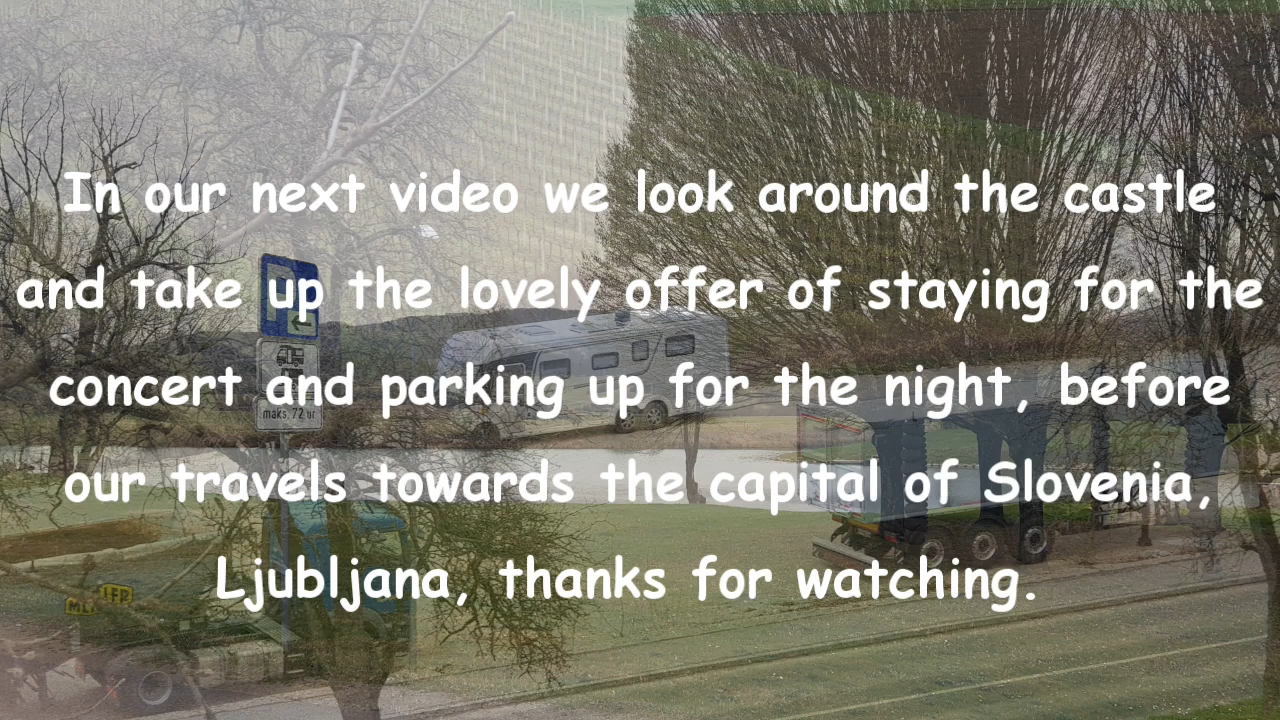 In our next video we look around the castle
and take up the lovely offer of staying for the
concert and parking up for the night, before
our travels towards the capital of Slovenia,
Ljubljana, thanks for watching.
P
maks. 72 ur